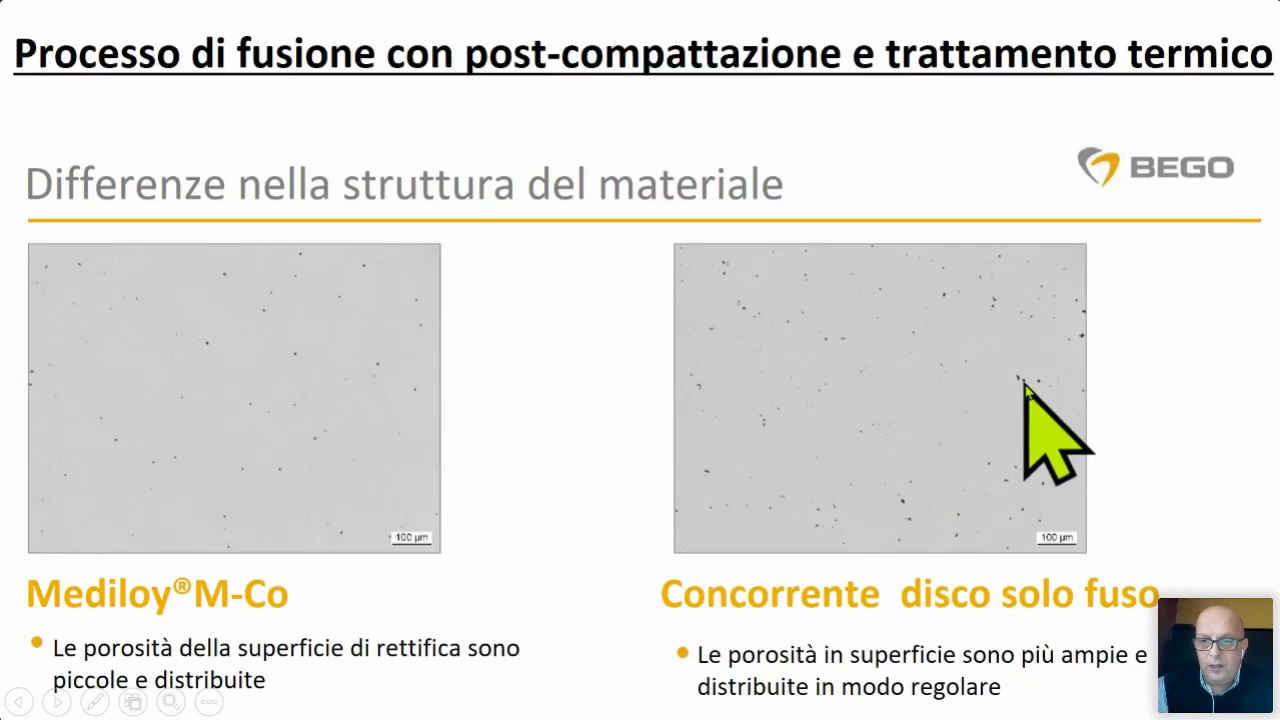 Processo di fusione con post-compattazione e trattamento termico
Differenze nella struttura del materiale
BEGO
100 µm
100 µm
Mediloy®M-Co
Le porosità della superficie di rettifica sono
piccole e distribuite
Concorrente disco solo fuso
Le porosità in superficie sono più ampie e
distribuite in modo regolare